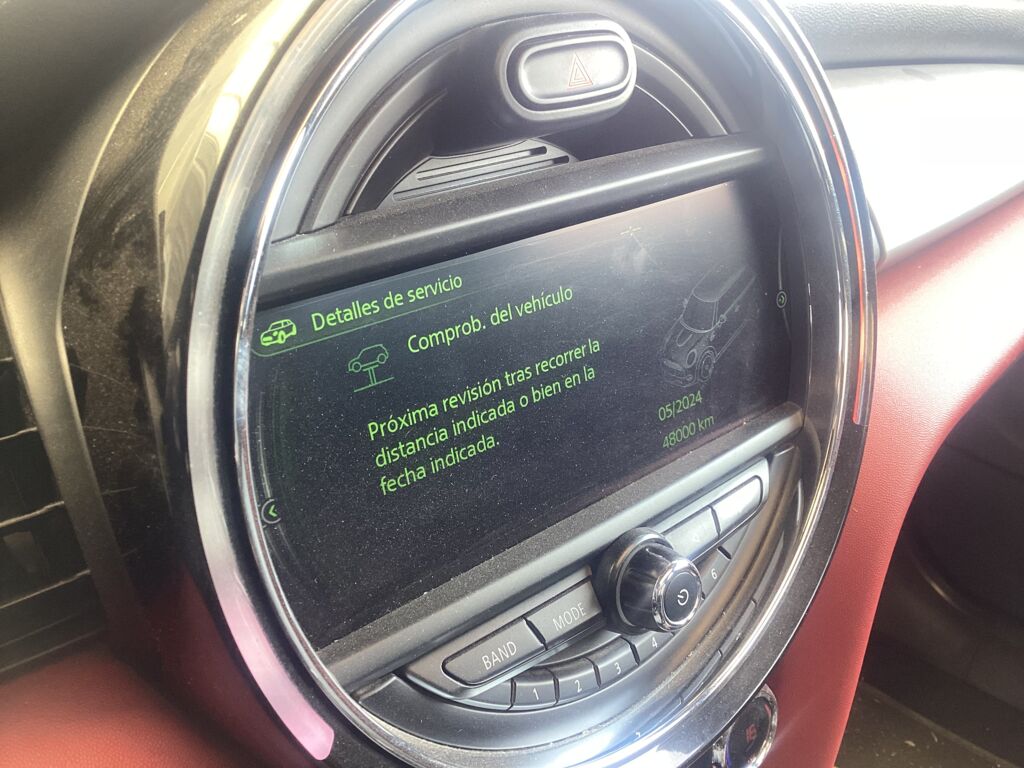 Detalles de servicio
Comprob. del vehículo
Próxima revisión tras recorrer la
distancia indicada o bien en la
fecha indicada.
05/2024
48000 km
BAND
MODE
1
2
3
4
6